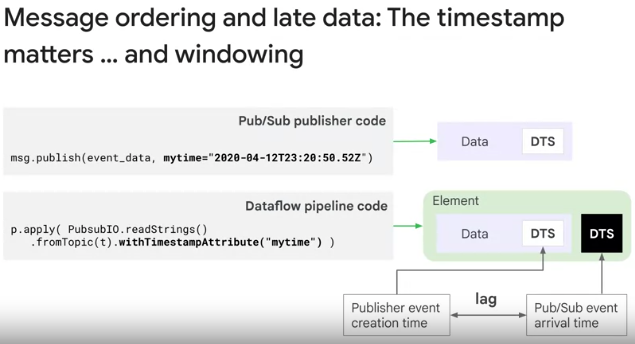 Message ordering and late data: The timestamp
matters ... and windowing
Pub/Sub publisher code
msg.publish(event_data, mytime="2020-04-12T23:20:50.52Z")
Data
DTS
Dataflow pipeline code
p.apply( PubsubIO.readStrings()
.fromTopic(t).withTimestampAttribute("mytime") )
Element
Data
DTS
DTS
Publisher event
creation time
lag
Pub/Sub event
arrival time